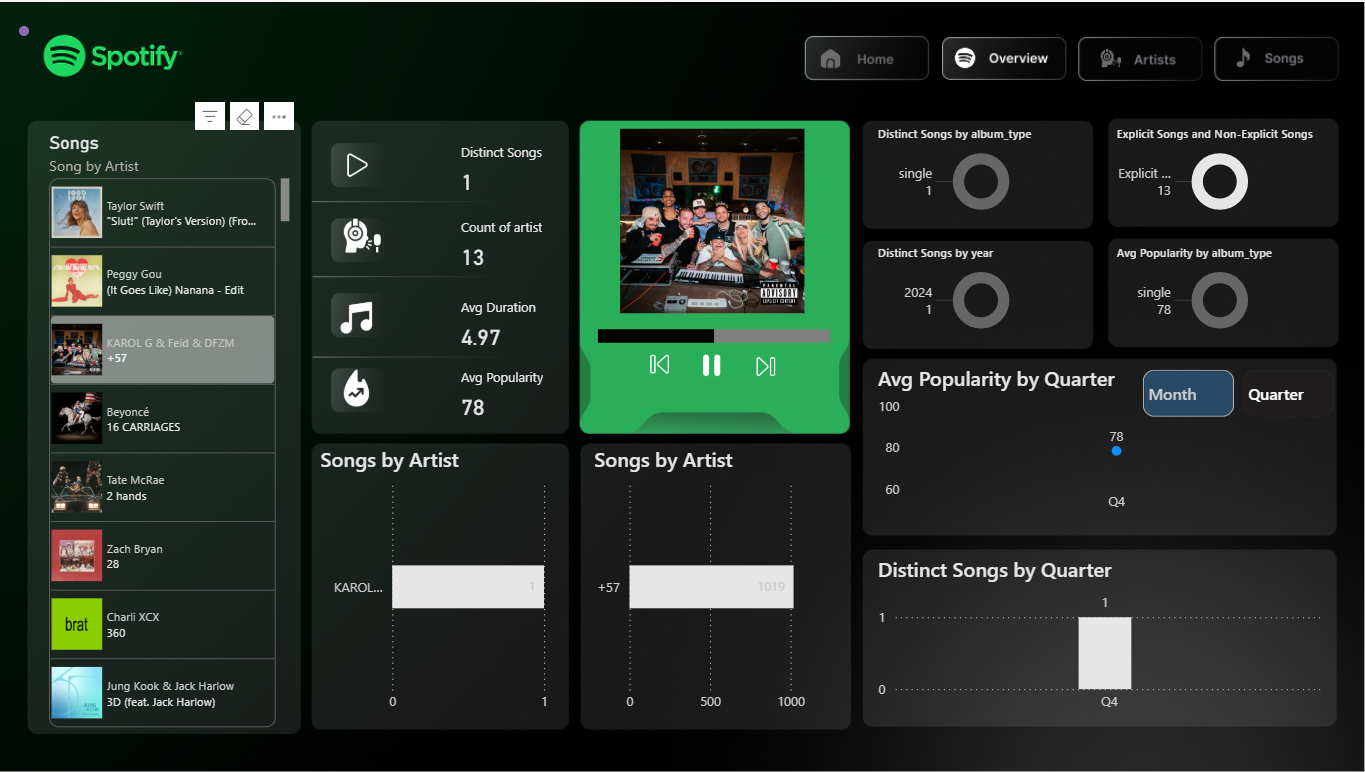 Spotify
Home
Overview
Artists
Songs
Songs
Song by Artist
Taylor Swift
"Slut!" (Taylor's Version) (Fro...
Peggy Gou
(It Goes Like) Nanana - Edit
KAROL G & Feid & DFZM
+57
Beyoncé
16 CARRIAGES
Tate McRae
2 hands
Zach Bryan
28
brat
Charli XCX
360
Jung Kook & Jack Harlow
3D (feat. Jack Harlow)
Distinct Songs
1
Count of artist
13
Avg Duration
4.97
Avg Popularity
78
PARENTAL
ADVISORY
EXPLICIT CONTENT
Distinct Songs by album_type
single
1
Explicit Songs and Non-Explicit Songs
Explicit ...
13
Distinct Songs by year
2024
1
Avg Popularity by album_type
single
78
Avg Popularity by Quarter
Month
Quarter
100
80
60
78
Q4
Songs by Artist
KAROL...
1
0
1
Songs by Artist
+57
1019
0
500
1000
Distinct Songs by Quarter
1
1
0
Q4